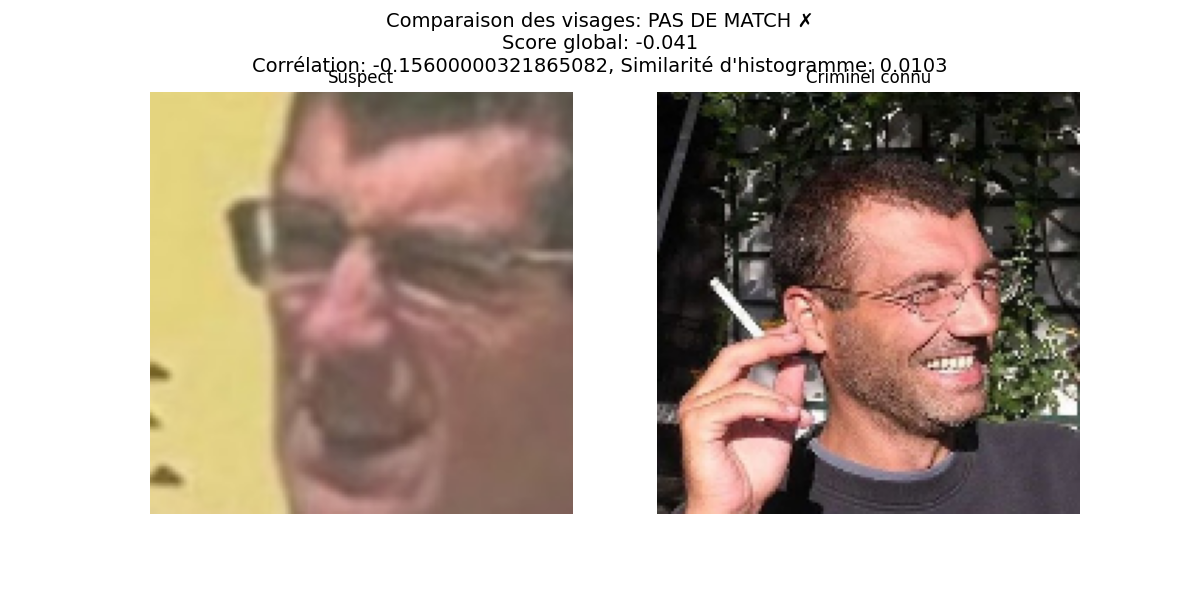 Comparaison des visages: PAS DE MATCH ✗
Score global: -0.041
Corrélation: -0.15600000321865082, Similarité d'histogramme: 0.0103
Suspect
Criminel connu